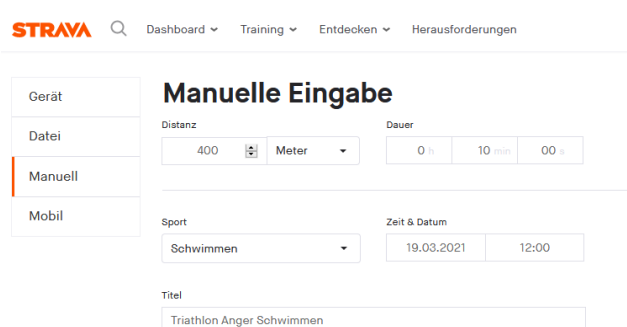 STRAVA Dashboard Training Entdecken Herausforderungen
Gerät
Datei
Manuell
Mobil
Manuelle Eingabe
Distanz Dauer
400 Meter 0 h 10 min 00 s
Sport Zeit & Datum
Schwimmen 19.03.2021 12:00
Titel
Triathlon Anger Schwimmen